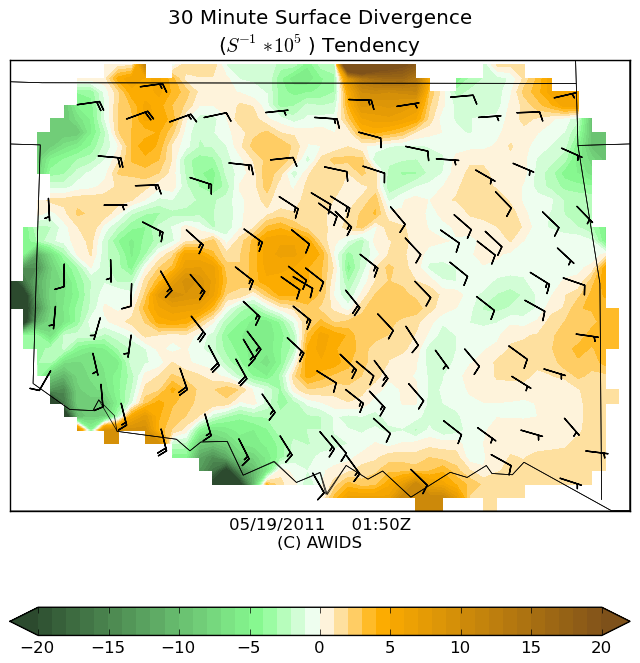 30 Minute Surface Divergence
(S⁻¹ ∗ 10⁵ ) Tendency
05/19/2011 01:50Z
(C) AWIDS
−20 −15 −10 −5 0 5 10 15 20